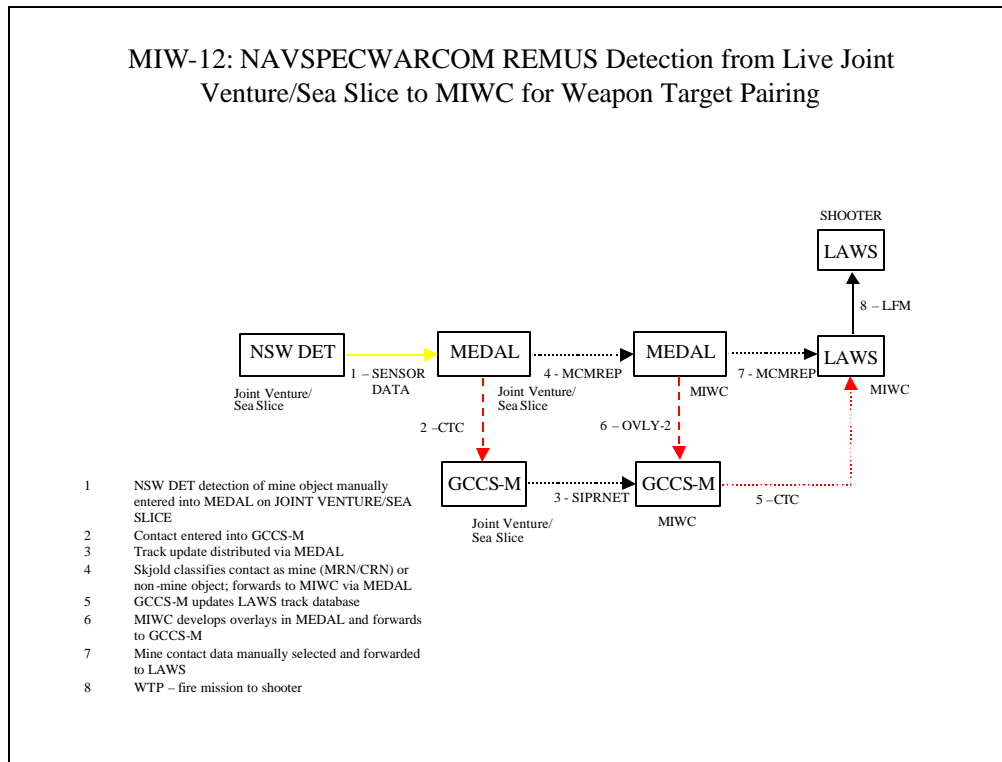 MIW-12: NAVSPECWARCOM REMUS Detection from Live Joint
Venture/Sea Slice to MIWC for Weapon Target Pairing
SHOOTER
LAWS
8 – LFM
NSW DET
MEDAL
MEDAL
LAWS
1 – SENSOR
DATA
4 - MCMREP
7 - MCMREP
Joint Venture/
Sea Slice
Joint Venture/
Sea Slice
MIWC
MIWC
2 –CTC
6 – OVLY-2
GCCS-M
GCCS-M
3 - SIPRNET
5 –CTC
Joint Venture/
Sea Slice
MIWC
1 NSW DET detection of mine object manually
entered into MEDAL on JOINT VENTURE/SEA
SLICE
2 Contact entered into GCCS-M
3 Track update distributed via MEDAL
4 Skjold classifies contact as mine (MRN/CRN) or
non-mine object; forwards to MIWC via MEDAL
5 GCCS-M updates LAWS track database
6 MIWC develops overlays in MEDAL and forwards
to GCCS-M
7 Mine contact data manually selected and forwarded
to LAWS
8 WTP – fire mission to shooter